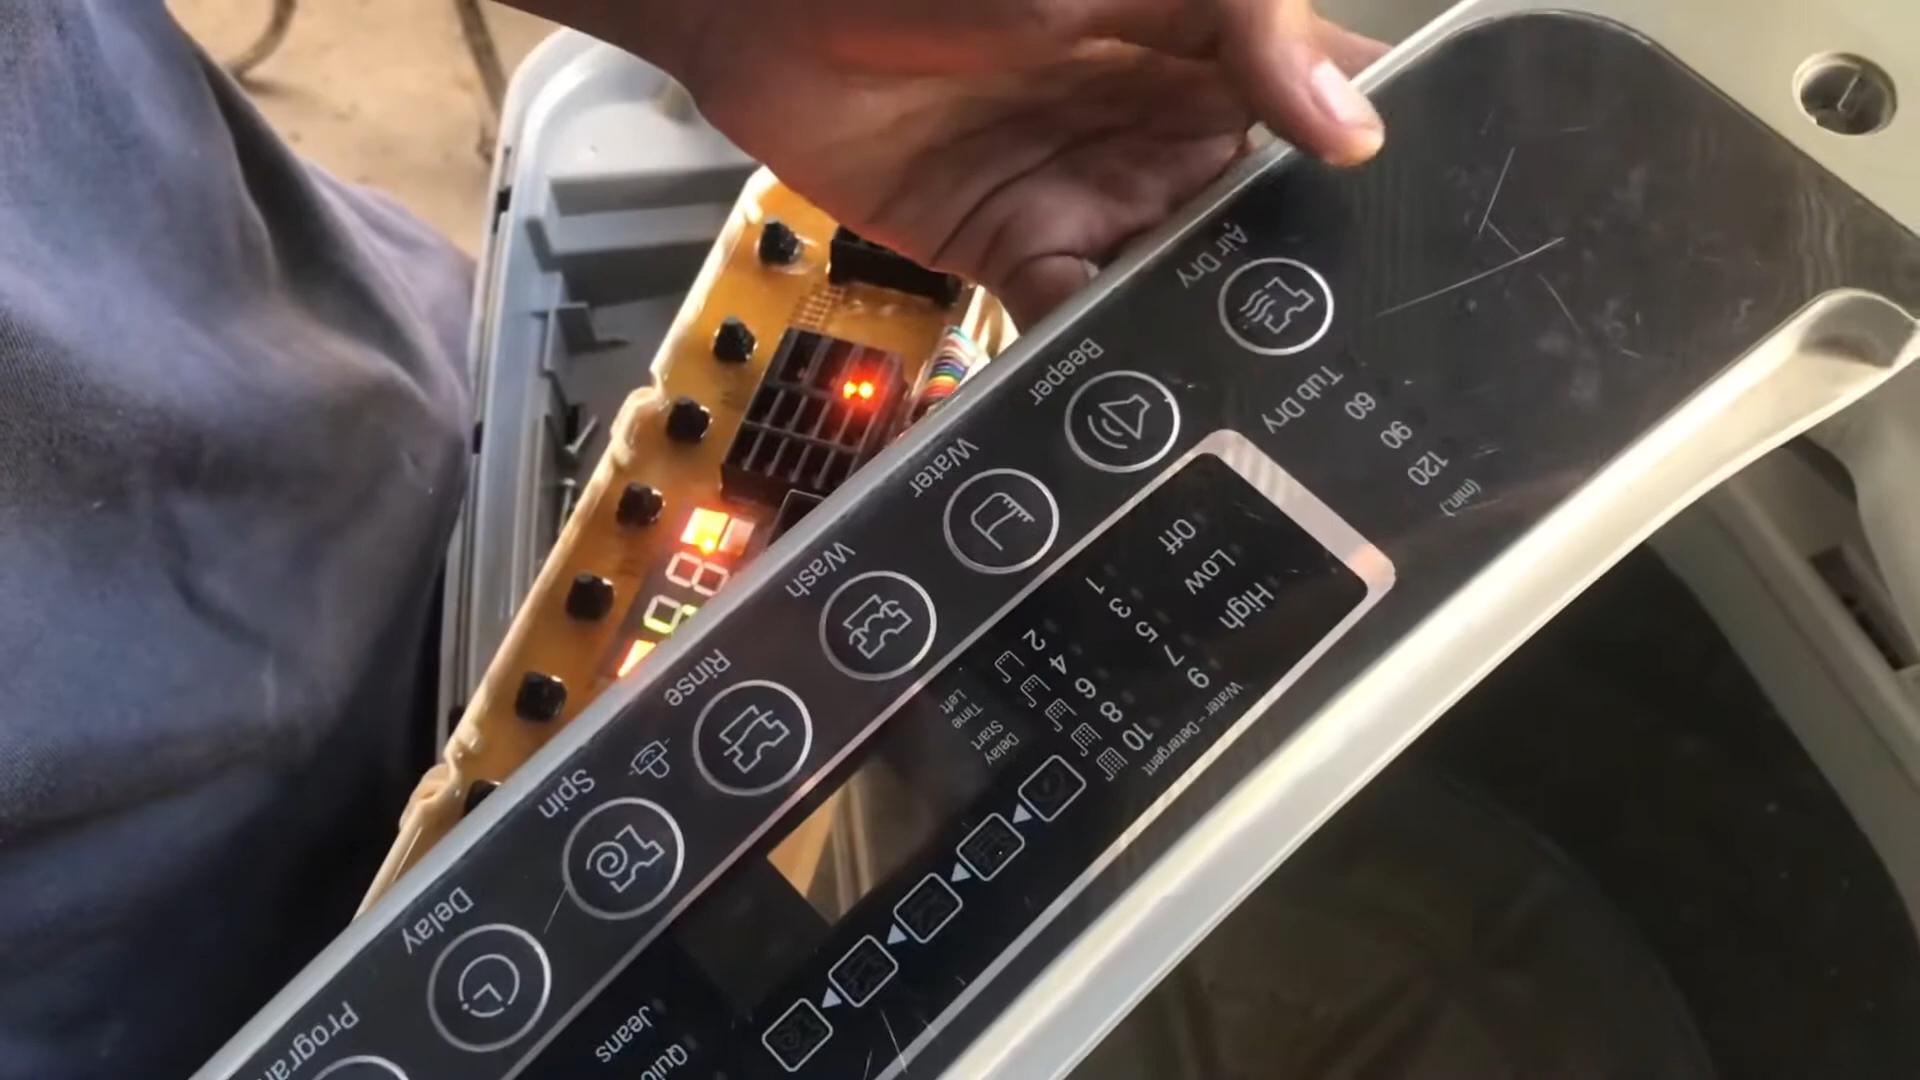 Air Dry
Beeper
Water
Wash
Rinse
Spin
Delay
Tub Dry
60
90
120
(min.)
Off
Low
High
1
3
5
7
9
2
4
6
8
10
Water - Detergent
Time
Left
Delay
Start
Jeans